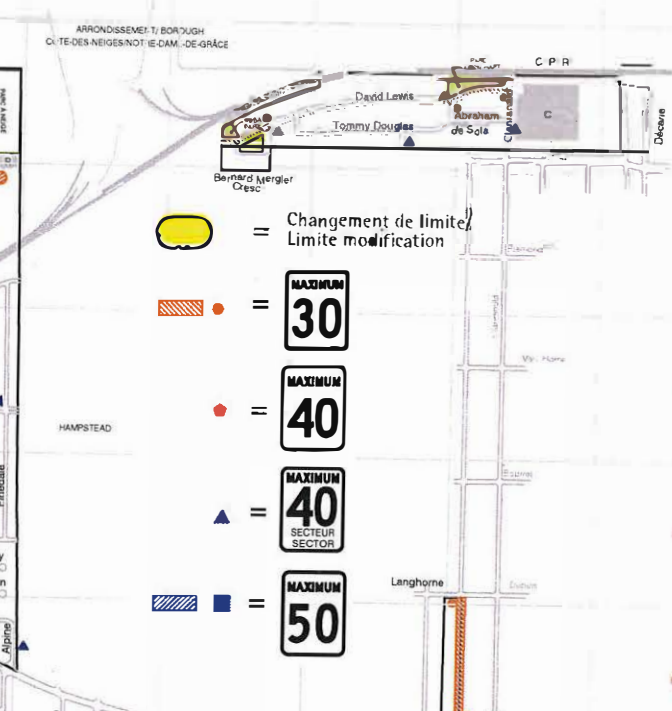 ARRONDISSEMENT/ BOROUGH
CÔTE-DES-NEIGES/NOTRE-DAME-DE-GRÂCE
C P R
David Lewis
Tommy Douglas
Abraham
de Sola
Clemanceau
C
Décarie
Bernard Mergler
Cresc
Changement de limite/
Limite modification
=
MAXIMUM
30
=
MAXIMUM
40
=
HAMPSTEAD
MAXIMUM
40
SECTEUR
SECTOR
=
MAXIMUM
50
=
Langhorne
Pinedale
Alpine